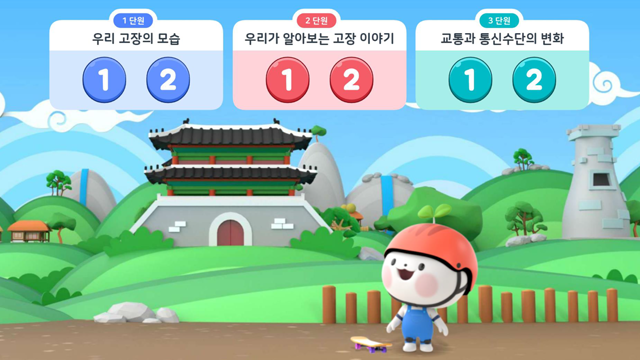 1 단원
우리 고장의 모습
1 2
2 단원
우리가 알아보는 고장 이야기
1 2
3 단원
교통과 통신수단의 변화
1 2